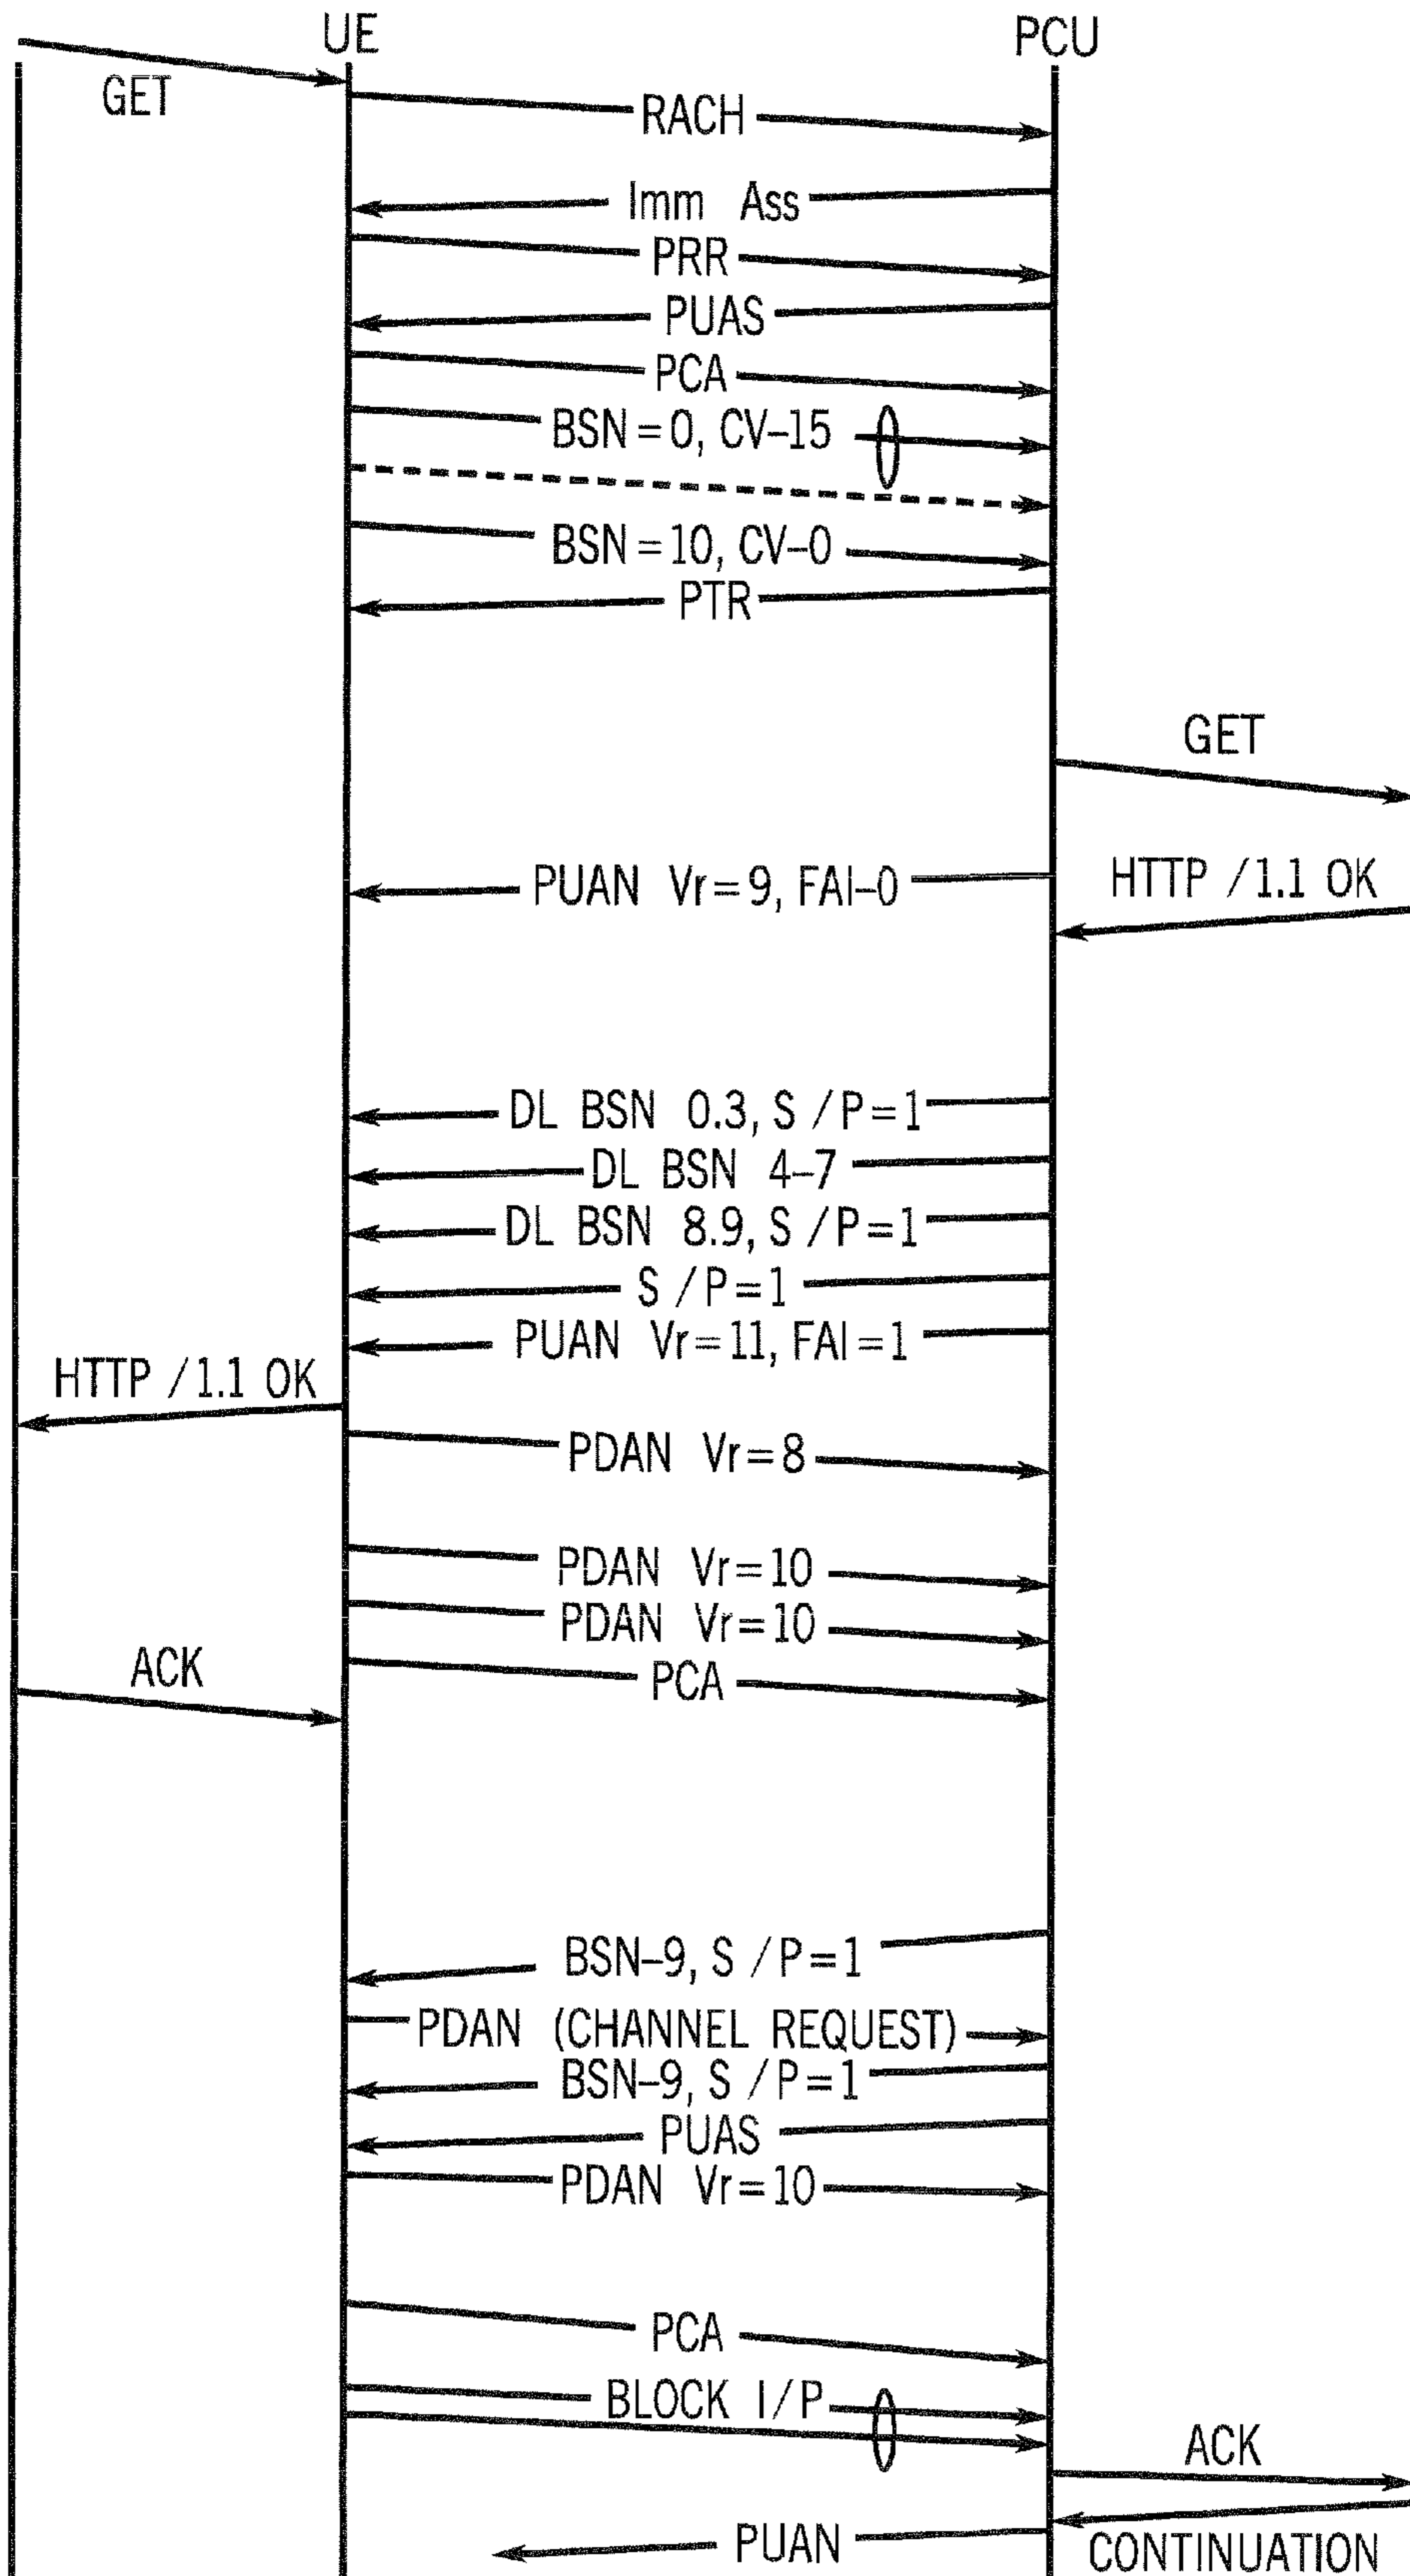 UE
PCU
GET
RACH
Imm Ass
PRR
PUAS
PCA
BSN=0, CV-15
BSN=10, CV-0
PTR
GET
PUAN Vr=9, FAI-0
HTTP /1.1 OK
DL BSN 0.3, S /P=1
DL BSN 4-7
DL BSN 8.9, S /P=1
S /P=1
PUAN Vr=11, FAI=1
HTTP /1.1 OK
PDAN Vr=8
PDAN Vr=10
PDAN Vr=10
ACK
PCA
BSN-9, S /P=1
PDAN (CHANNEL REQUEST)
BSN-9, S /P=1
PUAS
PDAN Vr=10
PCA
BLOCK I/P
ACK
PUAN
CONTINUATION